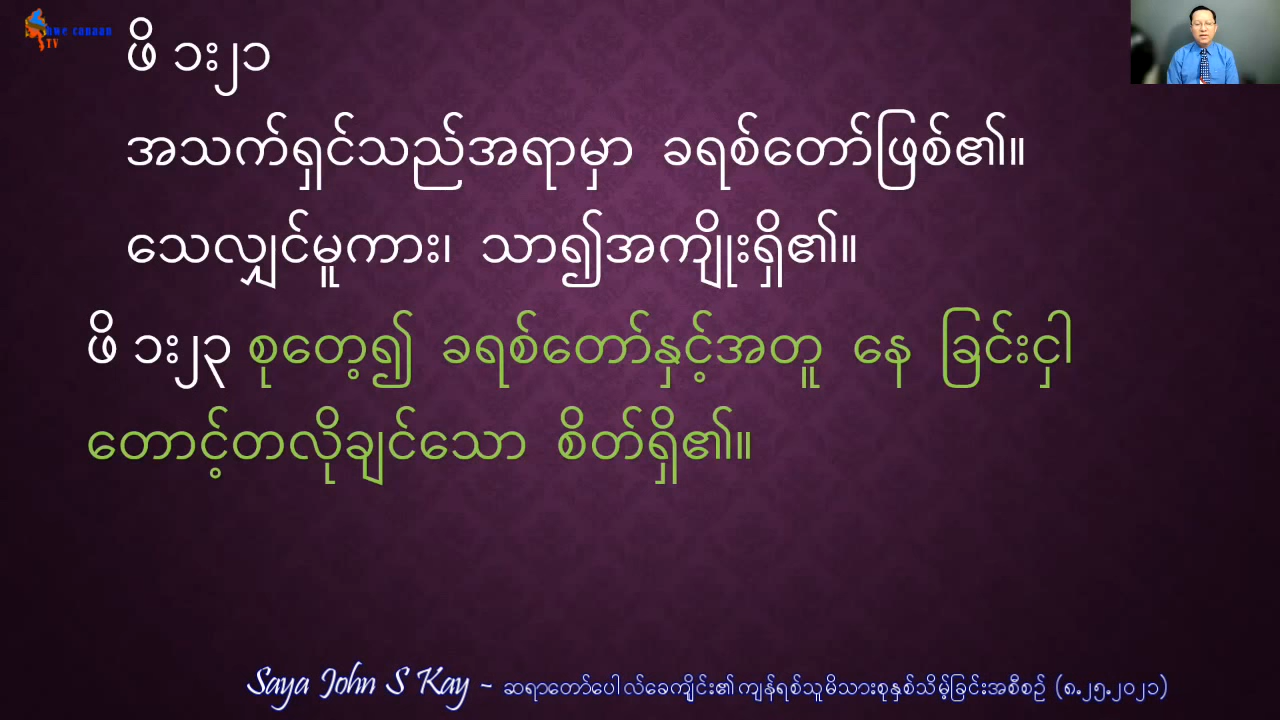 Shwe canaan
TV
ဖိ ၁း၂၁
အသက်ရှင်သည်အရာမှာ ခရစ်တော်ဖြစ်၏။
သေလျှင်မူကား၊ သာ၍အကျိုးရှိ၏။
ဖိ ၁း၂၃ စုတေ့၍ ခရစ်တော်နှင့်အတူ နေ ခြင်းငှါ
တောင့်တလိုချင်သော စိတ်ရှိ၏။
Saya John S Kay - ဆရာတော်ပေါ လ်ခေကျိုင်း၏ ကျန်ရစ်သူမိသားစုနှစ်သိမ့်ခြင်းအစီစဉ် (၈.၂၅.၂၀၂၁)